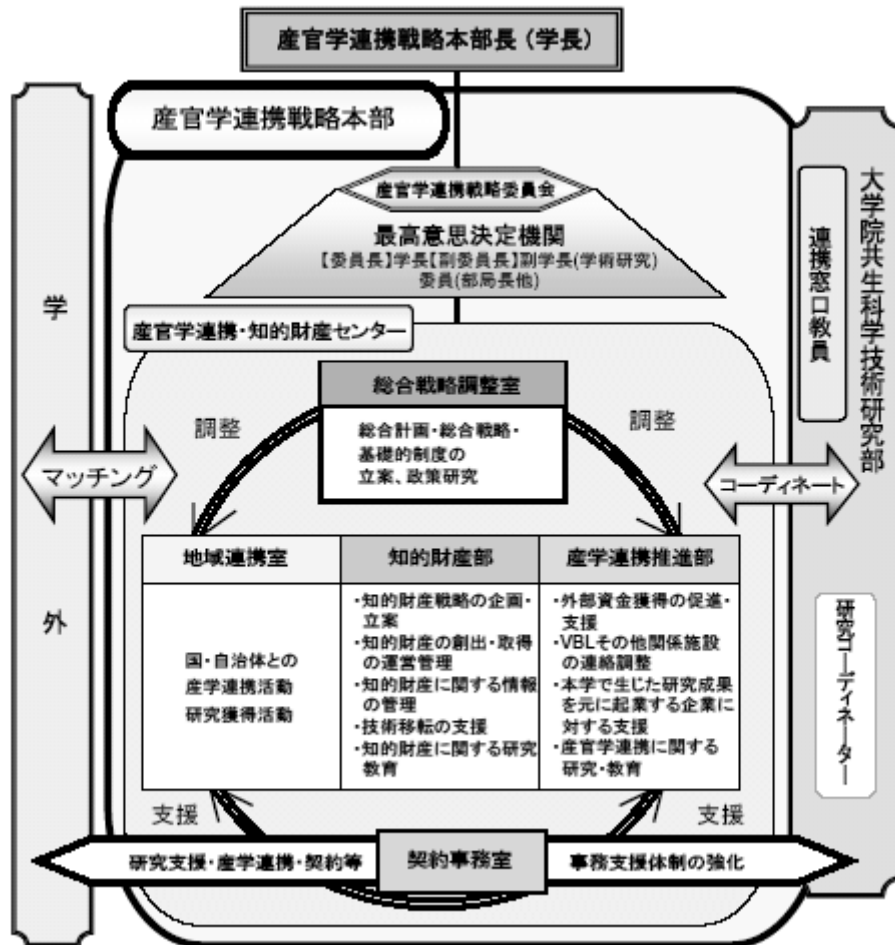 産官学連携戦略本部長（学長）
産官学連携戦略本部
産官学連携戦略委員会
最高意思決定機関
【委員長】学長【副委員長】副学長(学術研究)
委員(部局長他)
産官学連携・知的財産センター
学外
マッチング
調整
総合戦略調整室
総合計画・総合戦略・
基礎的制度の
立案、政策研究
調整
コーディネート
大学院共生科学技術研究部
連携窓口教員
研究コーディネーター
地域連携室
国・自治体との
産学連携活動
研究獲得活動
知的財産部
・知的財産戦略の企画・
立案
・知的財産の創出・取得
の運営管理
・知的財産に関する情報
の管理
・技術移転の支援
・知的財産に関する研究
教育
産学連携推進部
・外部資金獲得の促進・
支援
・VBLその他関係施設
の連絡調整
・本学で生じた研究成果
を元に起業する企業に
対する支援
・産官学連携に関する
研究・教育
支援
支援
研究支援・産学連携・契約等
契約事務室
事務支援体制の強化